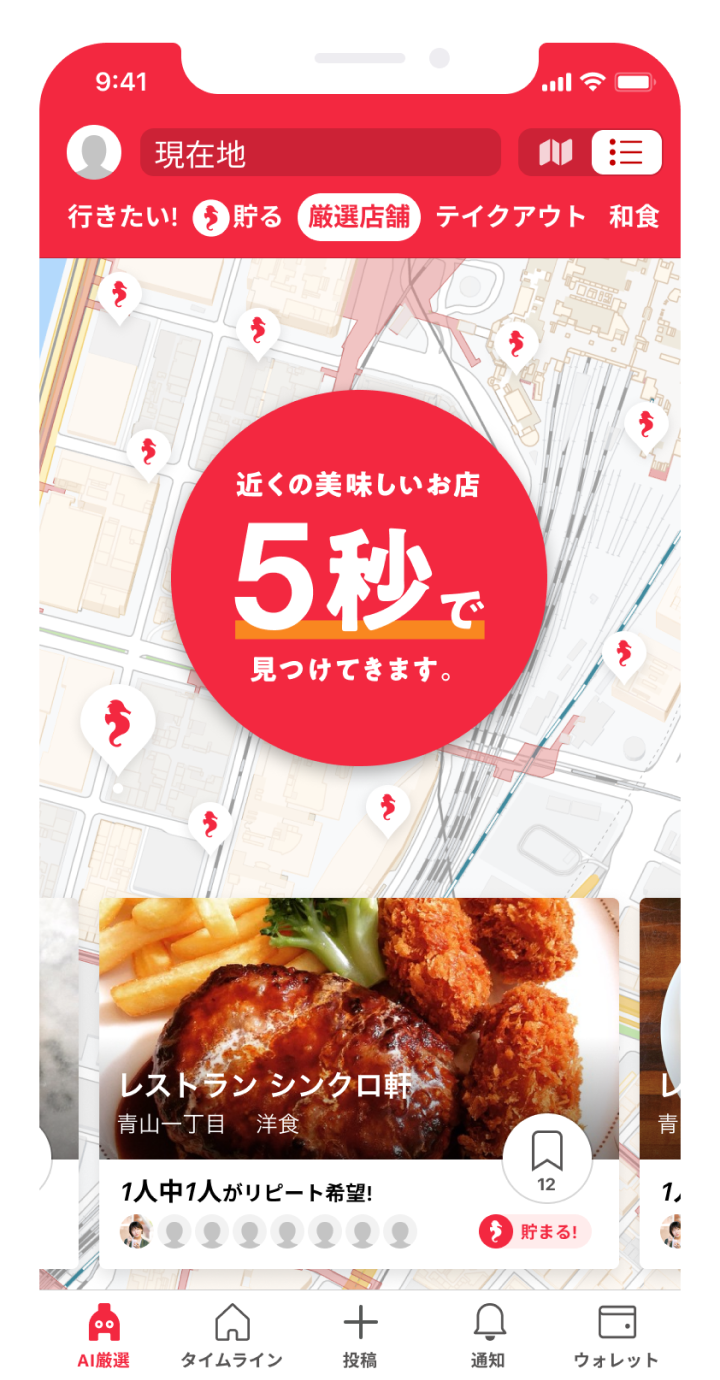 9:41
現在地
行きたい! 貯る 厳選店舗 テイクアウト 和食
近くの美味しいお店
5秒で
見つけてきます。
レストラン シンクロ軒
レ
青山一丁目 洋食
青
12
1人中1人がリピート希望!
1人
貯まる!
AI厳選 タイムライン 投稿 通知 ウォレット